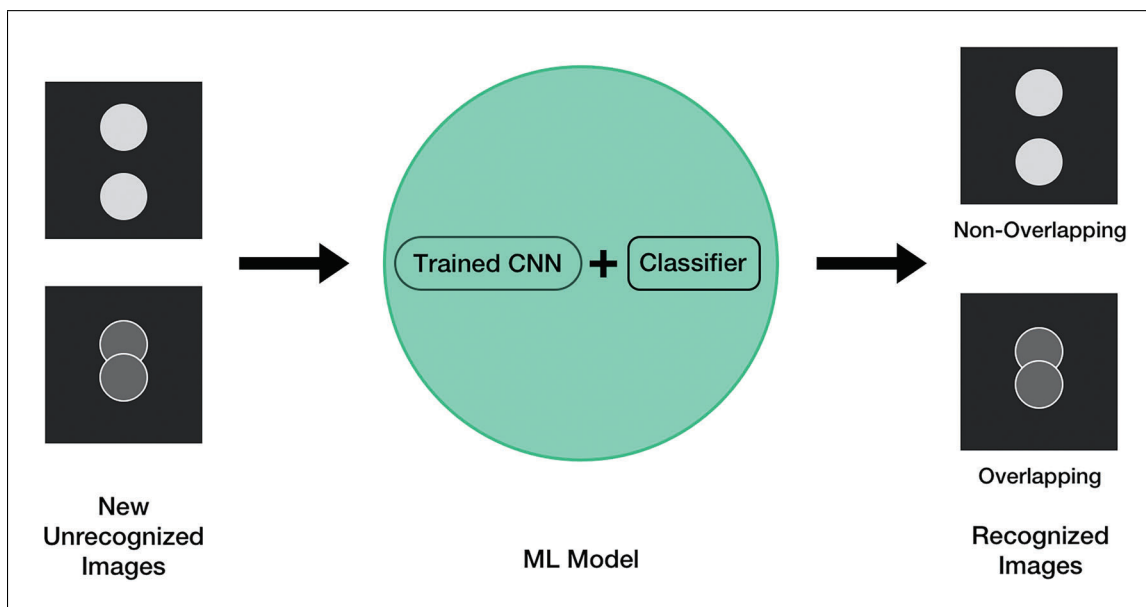 New
Unrecognized
Images
Trained CNN + Classifier
ML Model
Non-Overlapping
Overlapping
Recognized
Images